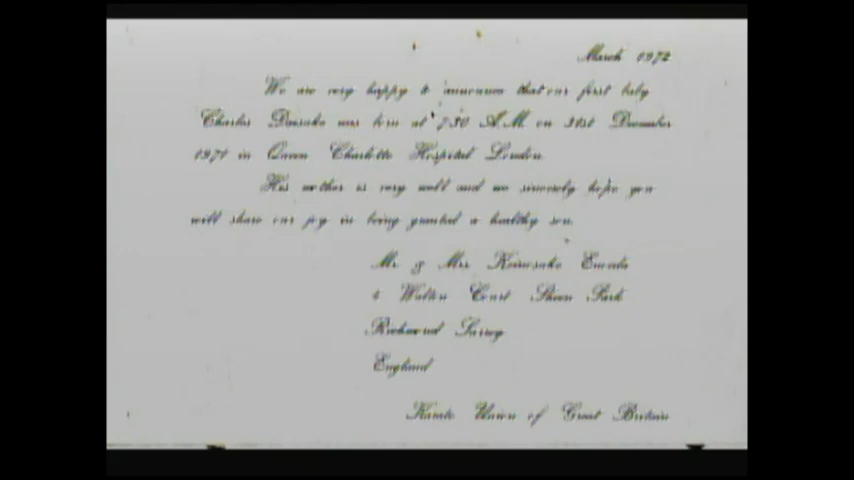 March 1972
We are very happy to announce that our first baby
Charles Daisake was born at 7.30 A.M. on 31st December
1971 in Queen Charlotte Hospital London.
His mother is very well and we sincerely hope you
will share our joy in being granted a healthy son.
Mr. & Mrs. Keinosuke Enoeda
4 Walton Court Sheen Park
Richmond Surrey
England
Karate Union of Great Britain